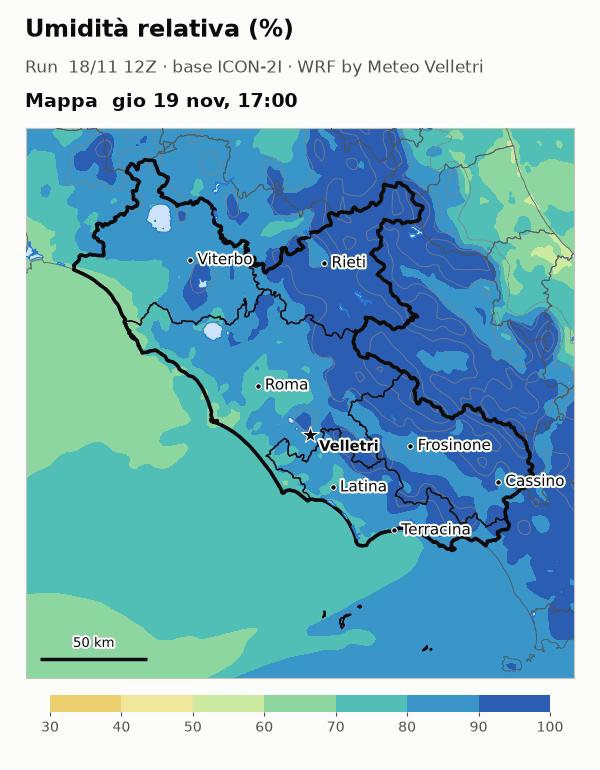 Umidità relativa (%)
Run  18/11 12Z · base ICON-2I · WRF by Meteo Velletri
Mappa  gio 19 nov, 17:00
Viterbo
Rieti
Roma
Velletri
Frosinone
Cassino
Latina
Terracina
50 km
30 40 50 60 70 80 90 100